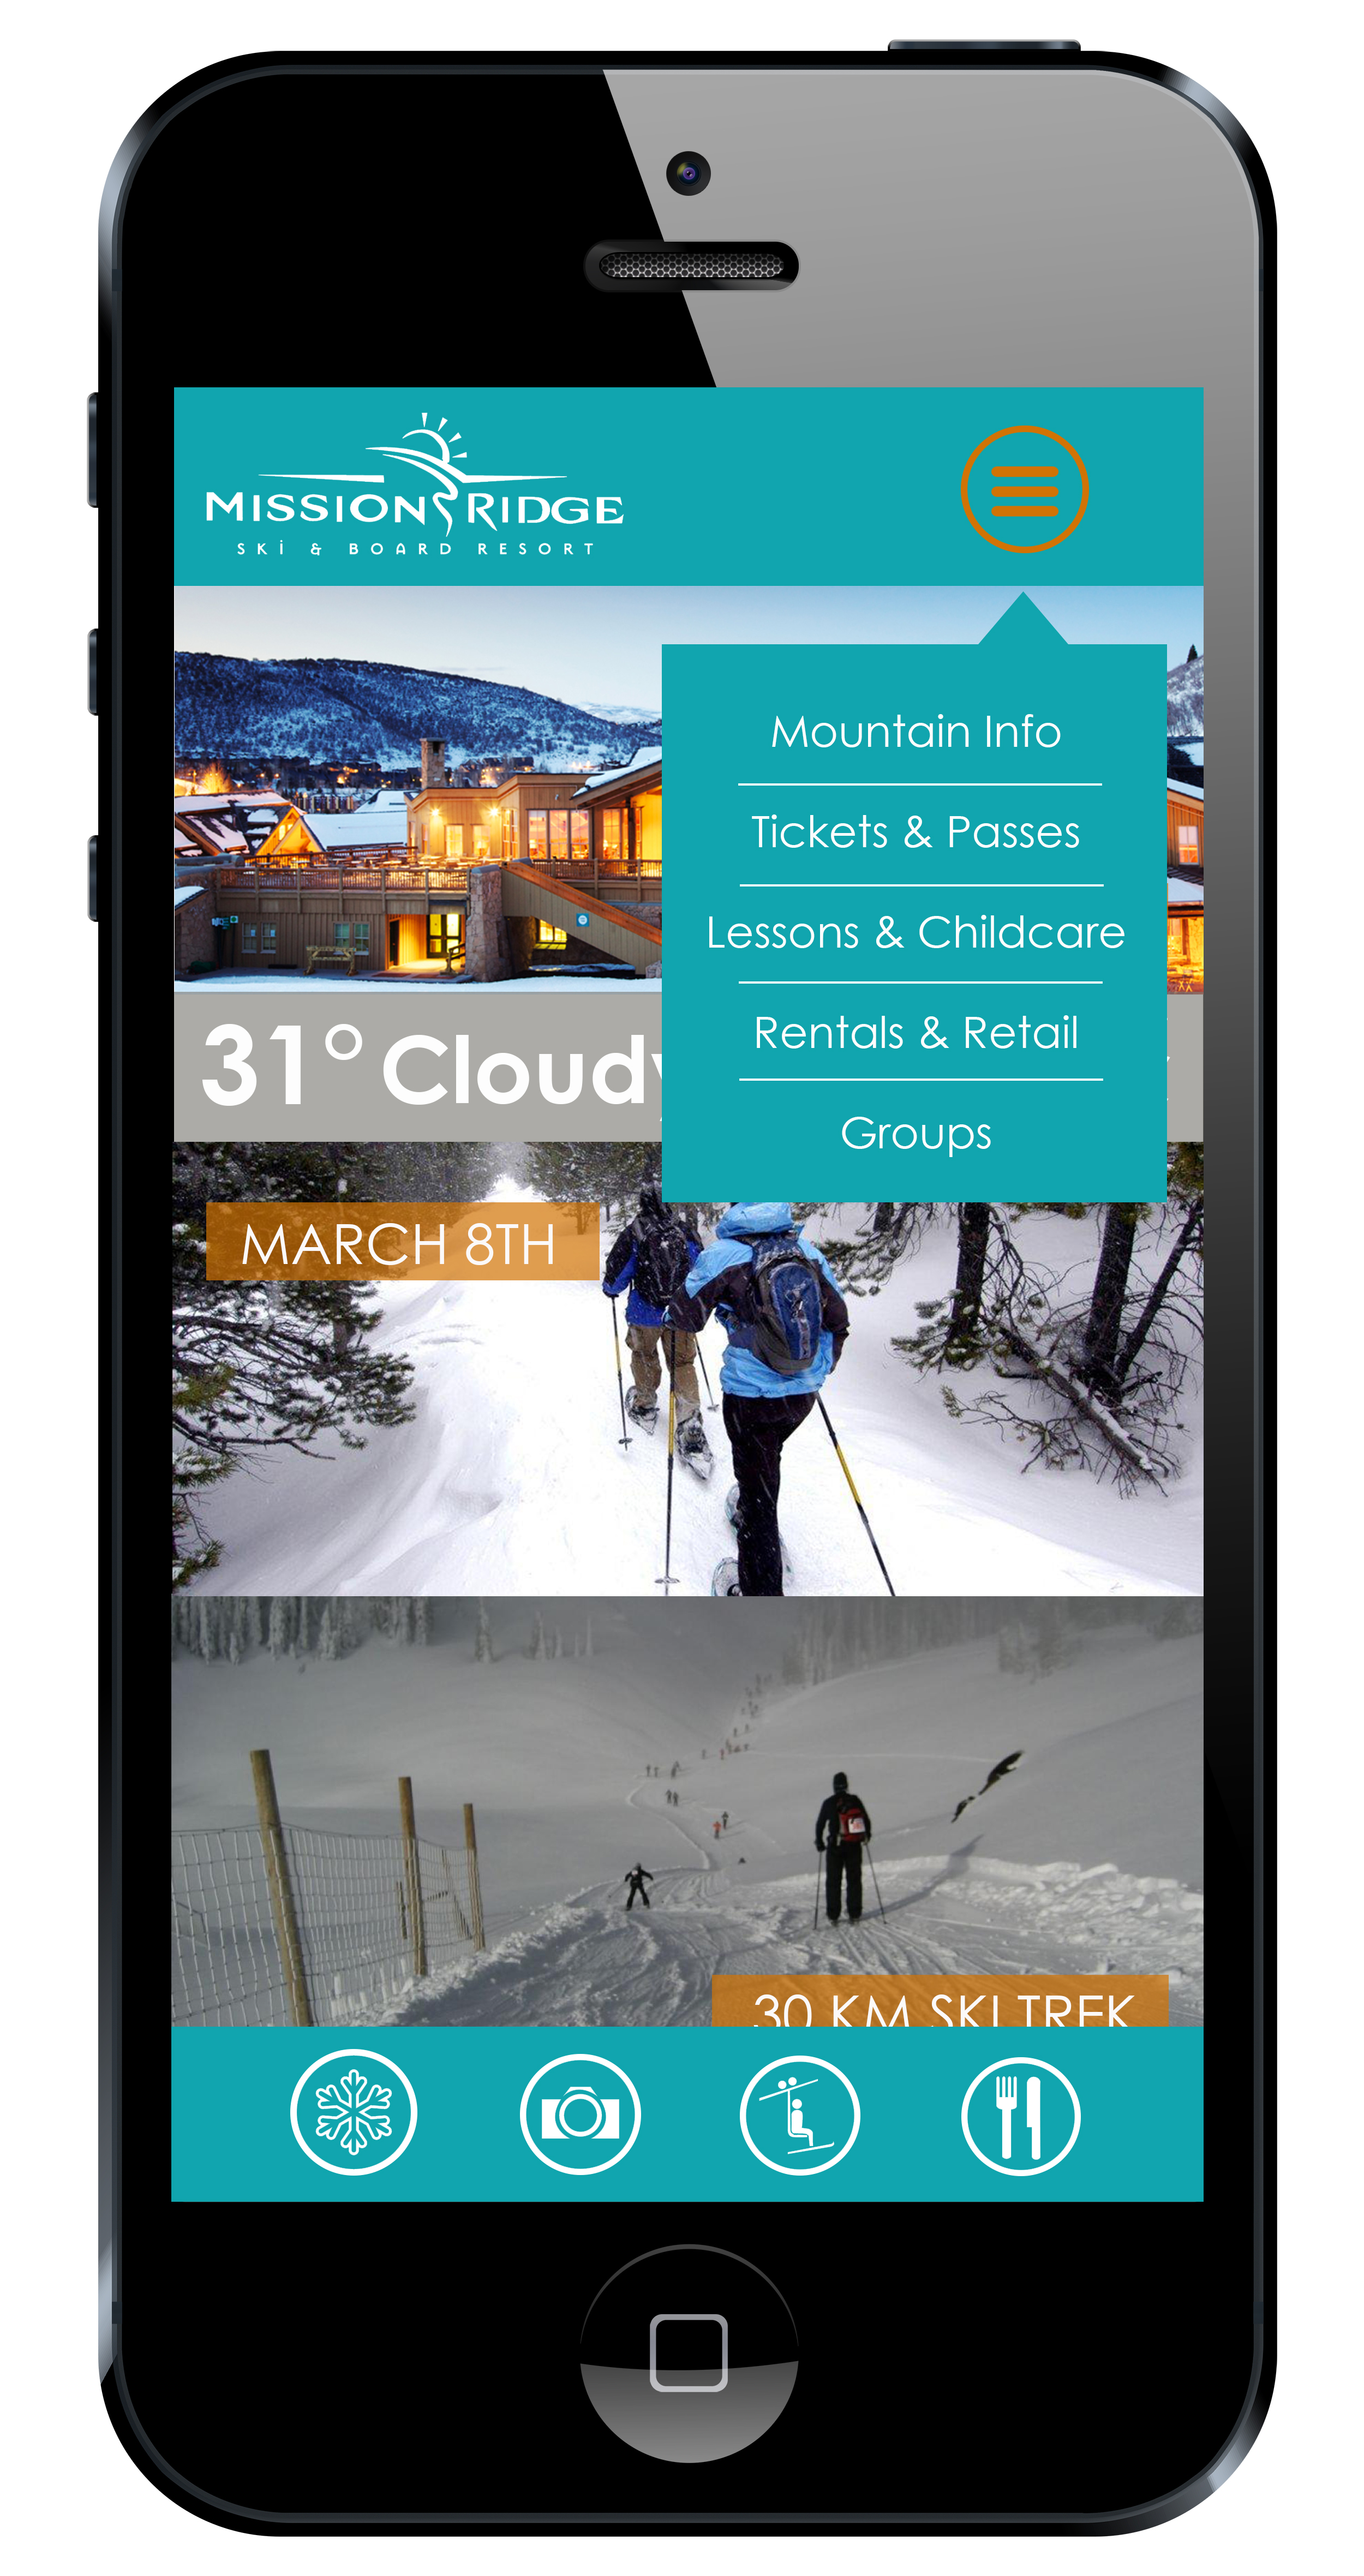 MISSION RIDGE
SKI & BOARD RESORT
Mountain Info
Tickets & Passes
Lessons & Childcare
Rentals & Retail
Groups
31° Cloudy
MARCH 8TH
30 KM SKI TREK